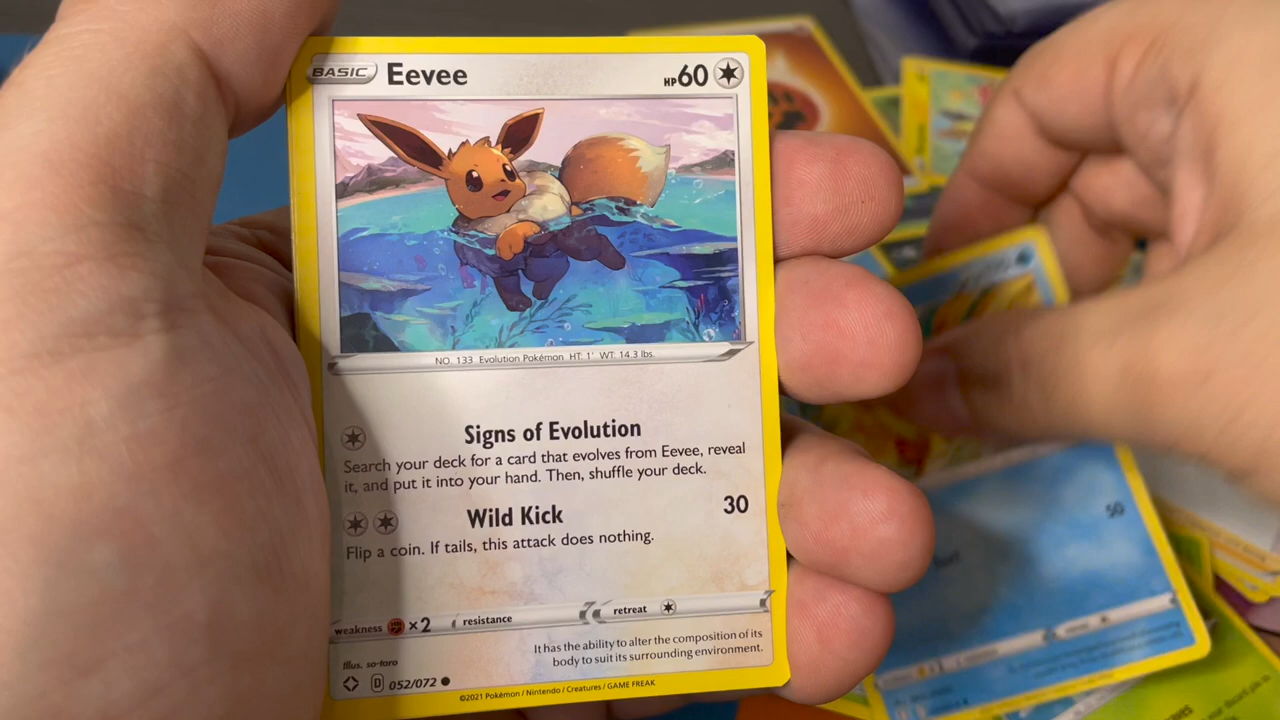 BASIC Eevee HP60
NO. 133 Evolution Pokémon HT: 1' WT: 14.3 lbs.
Signs of Evolution
Search your deck for a card that evolves from Eevee, reveal
it, and put it into your hand. Then, shuffle your deck.
Wild Kick 30
Flip a coin. If tails, this attack does nothing.
weakness ×2 resistance retreat
It has the ability to alter the composition of its
body to suit its surrounding environment.
Illus. so-taro
D 052/072
©2021 Pokémon / Nintendo / Creatures / GAME FREAK
50